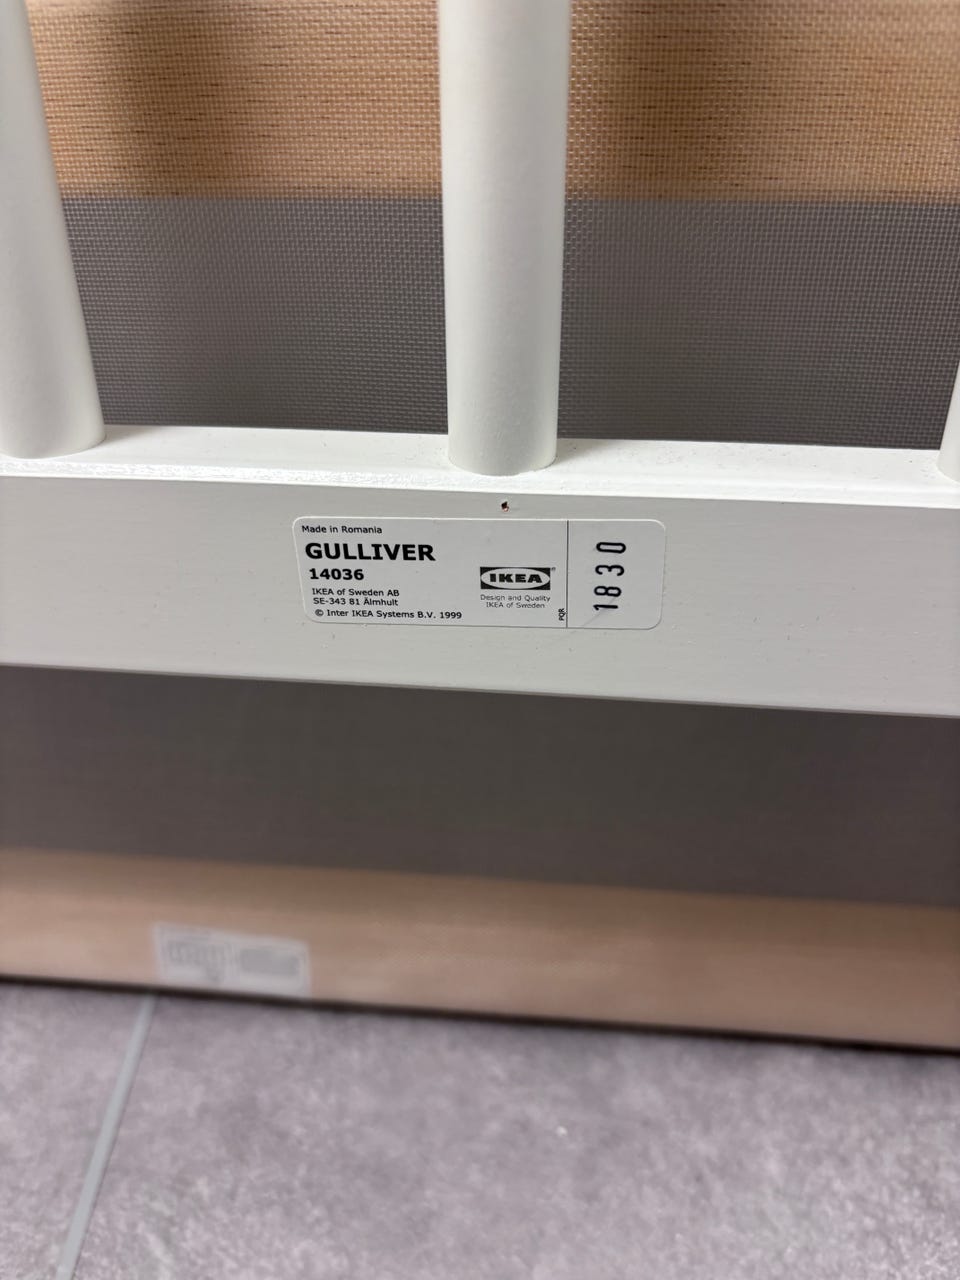 Made in Romania
GULLIVER
14036
IKEA of Sweden AB
SE-343 81 Älmhult
© Inter IKEA Systems B.V. 1999
IKEA®
Design and Quality
IKEA of Sweden
PQR
1830